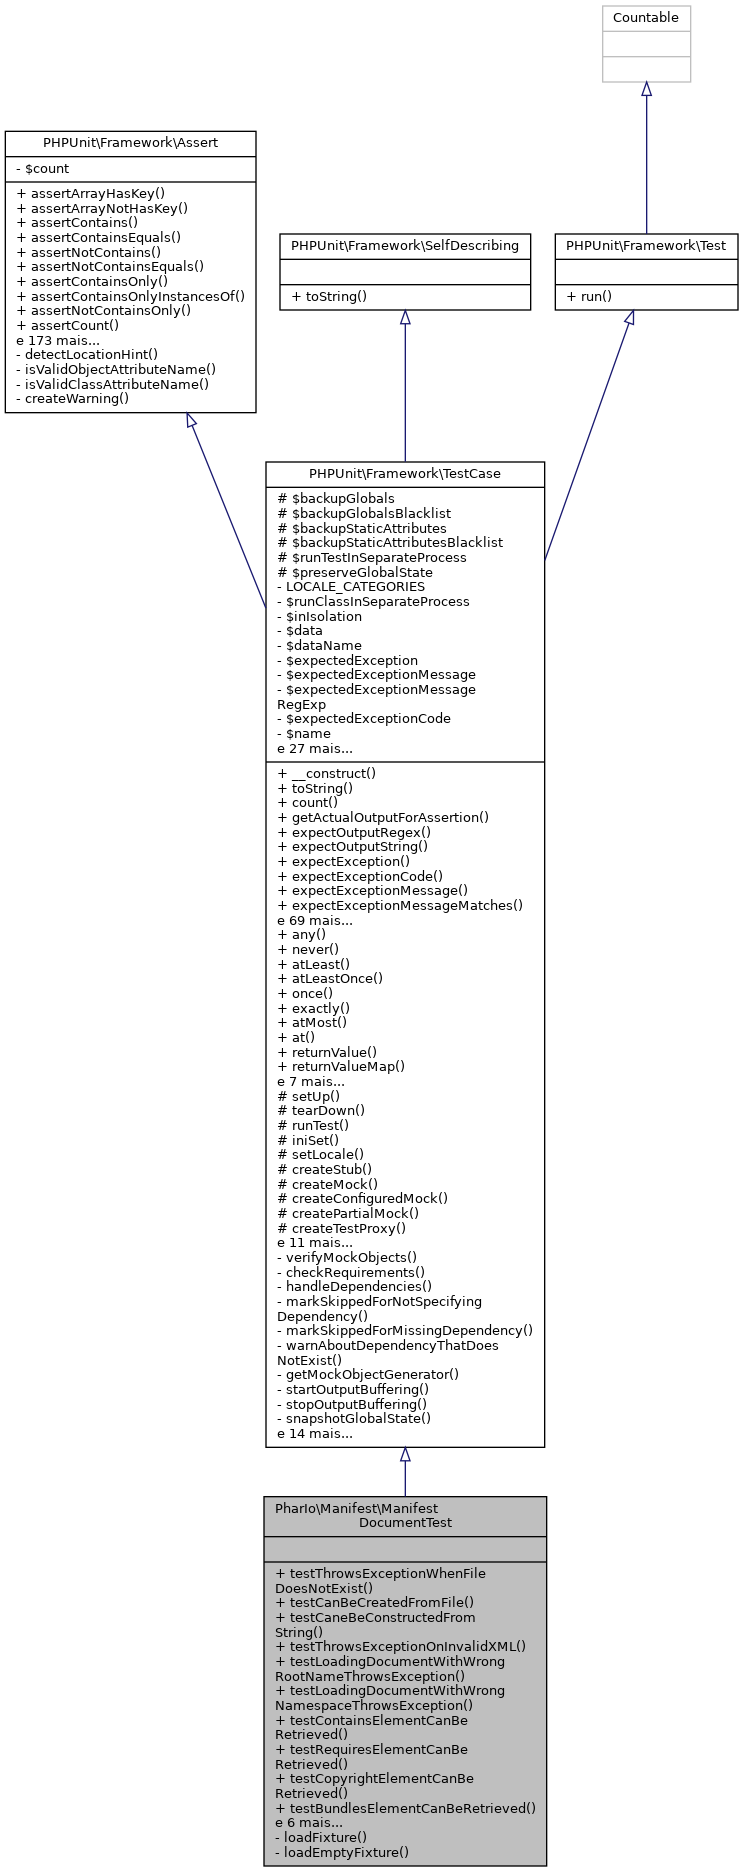 Countable
PHPUnit\Framework\Assert
- $count
+ assertArrayHasKey()
+ assertArrayNotHasKey()
+ assertContains()
+ assertContainsEquals()
+ assertNotContains()
+ assertNotContainsEquals()
+ assertContainsOnly()
+ assertContainsOnlyInstancesOf()
+ assertNotContainsOnly()
+ assertCount()
e 173 mais...
- detectLocationHint()
- isValidObjectAttributeName()
- isValidClassAttributeName()
- createWarning()
PHPUnit\Framework\SelfDescribing
+ toString()
PHPUnit\Framework\Test
+ run()
PHPUnit\Framework\TestCase
# $backupGlobals
# $backupGlobalsBlacklist
# $backupStaticAttributes
# $backupStaticAttributesBlacklist
# $runTestInSeparateProcess
# $preserveGlobalState
- LOCALE_CATEGORIES
- $runClassInSeparateProcess
- $inIsolation
- $data
- $dataName
- $expectedException
- $expectedExceptionMessage
- $expectedExceptionMessage
RegExp
- $expectedExceptionCode
- $name
e 27 mais...
+ __construct()
+ toString()
+ count()
+ getActualOutputForAssertion()
+ expectOutputRegex()
+ expectOutputString()
+ expectException()
+ expectExceptionCode()
+ expectExceptionMessage()
+ expectExceptionMessageMatches()
e 69 mais...
+ any()
+ never()
+ atLeast()
+ atLeastOnce()
+ once()
+ exactly()
+ atMost()
+ at()
+ returnValue()
+ returnValueMap()
e 7 mais...
# setUp()
# tearDown()
# runTest()
# iniSet()
# setLocale()
# createStub()
# createMock()
# createConfiguredMock()
# createPartialMock()
# createTestProxy()
e 11 mais...
- verifyMockObjects()
- checkRequirements()
- handleDependencies()
- markSkippedForNotSpecifying
Dependency()
- markSkippedForMissingDependency()
- warnAboutDependencyThatDoes
NotExist()
- getMockObjectGenerator()
- startOutputBuffering()
- stopOutputBuffering()
- snapshotGlobalState()
e 14 mais...
PharIo\Manifest\Manifest
DocumentTest
+ testThrowsExceptionWhenFile
DoesNotExist()
+ testCanBeCreatedFromFile()
+ testCaneBeConstructedFrom
String()
+ testThrowsExceptionOnInvalidXML()
+ testLoadingDocumentWithWrong
RootNameThrowsException()
+ testLoadingDocumentWithWrong
NamespaceThrowsException()
+ testContainsElementCanBe
Retrieved()
+ testRequiresElementCanBe
Retrieved()
+ testCopyrightElementCanBe
Retrieved()
+ testBundlesElementCanBeRetrieved()
e 6 mais...
- loadFixture()
- loadEmptyFixture()